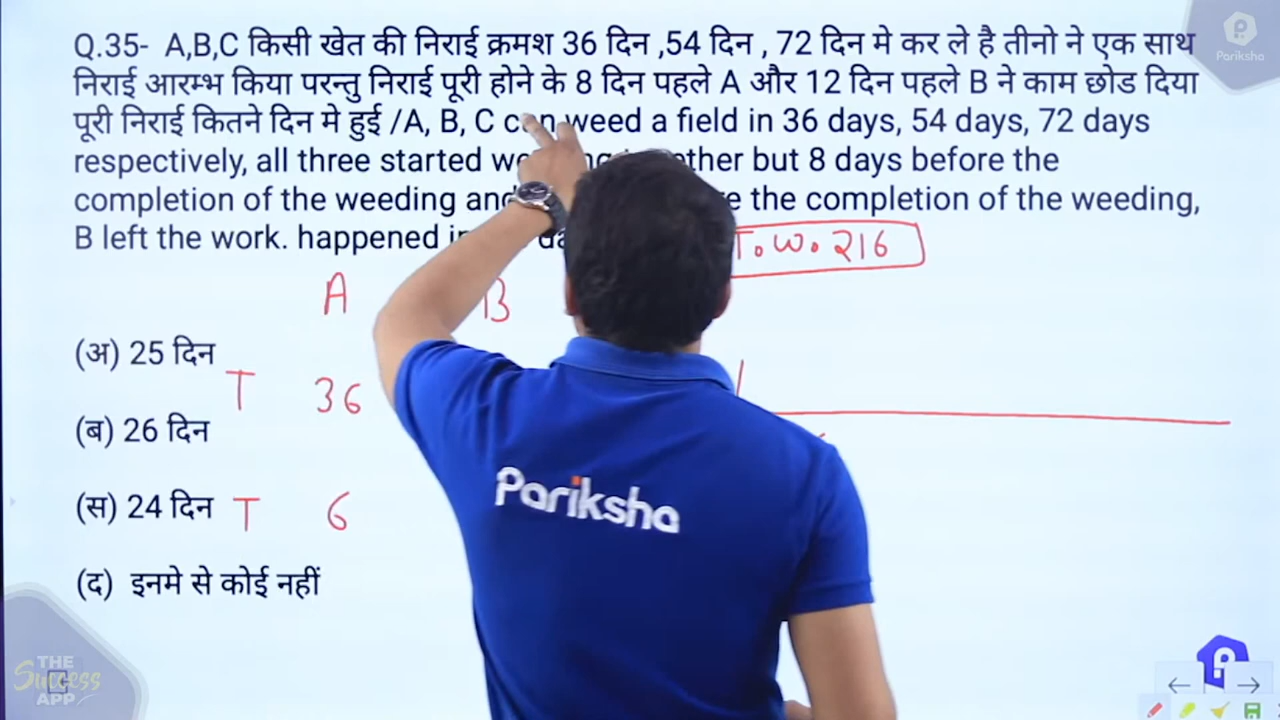 Q.35- A,B,C किसी खेत की निराई क्रमश 36 दिन ,54 दिन , 72 दिन मे कर ले है तीनो ने एक साथ
निराई आरम्भ किया परन्तु निराई पूरी होने के 8 दिन पहले A और 12 दिन पहले B ने काम छोड दिया
पूरी निराई कितने दिन मे हुई /A, B, C can weed a field in 36 days, 54 days, 72 days
respectively, all three started ther but 8 days before the
completion of the weeding and the completion of the weeding,
B left the work. happened
T.W. 216
A B
(अ) 25 दिन
T 36
(ब) 26 दिन
(स) 24 दिन
T 6
(द) इनमे से कोई नहीं
Pariksha
Pariksha
THE
Success
APP